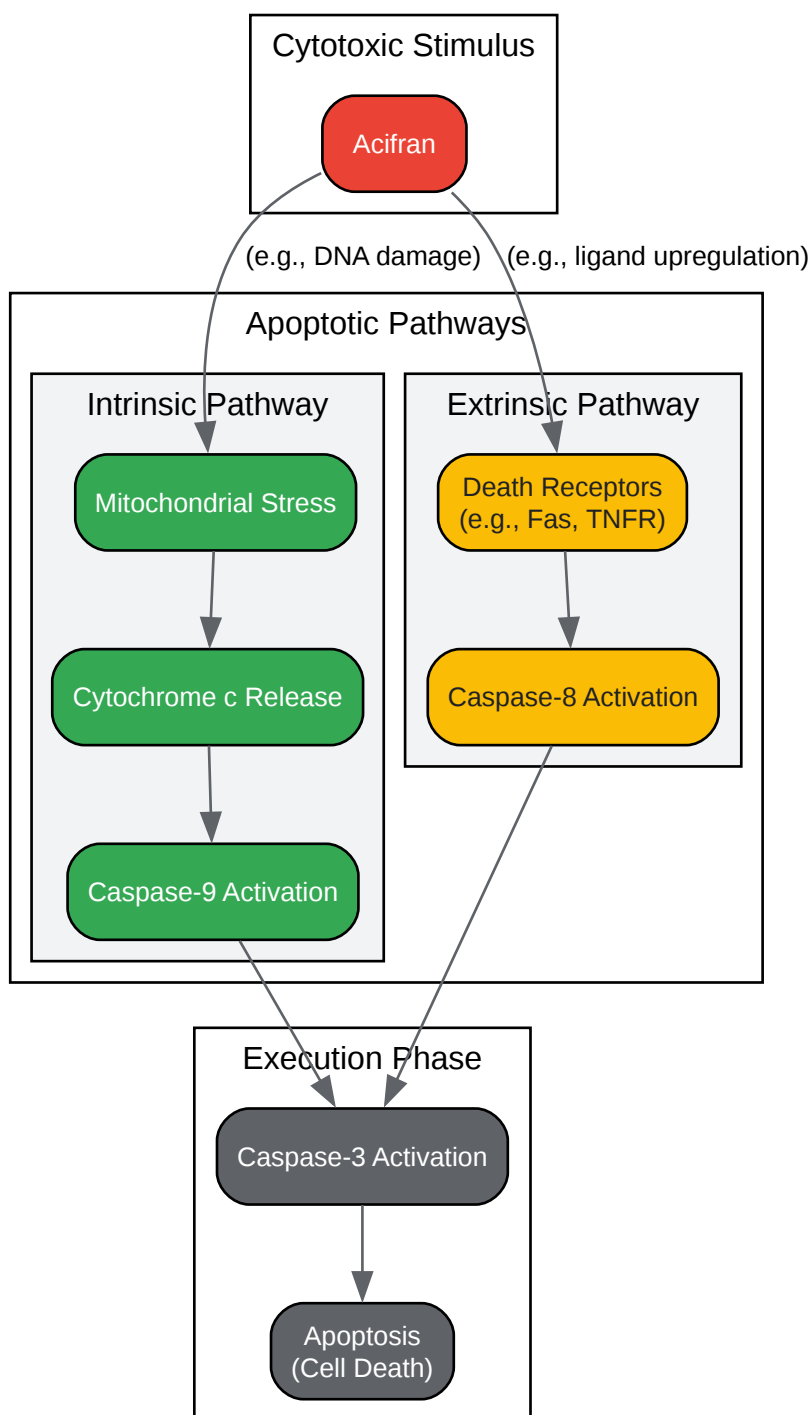 Cytotoxic Stimulus
Acifran
(e.g., DNA damage)
(e.g., ligand upregulation)
Apoptotic Pathways
Intrinsic Pathway
Mitochondrial Stress
Cytochrome c Release
Caspase-9 Activation
Extrinsic Pathway
Death Receptors
(e.g., Fas, TNFR)
Caspase-8 Activation
Execution Phase
Caspase-3 Activation
Apoptosis
(Cell Death)